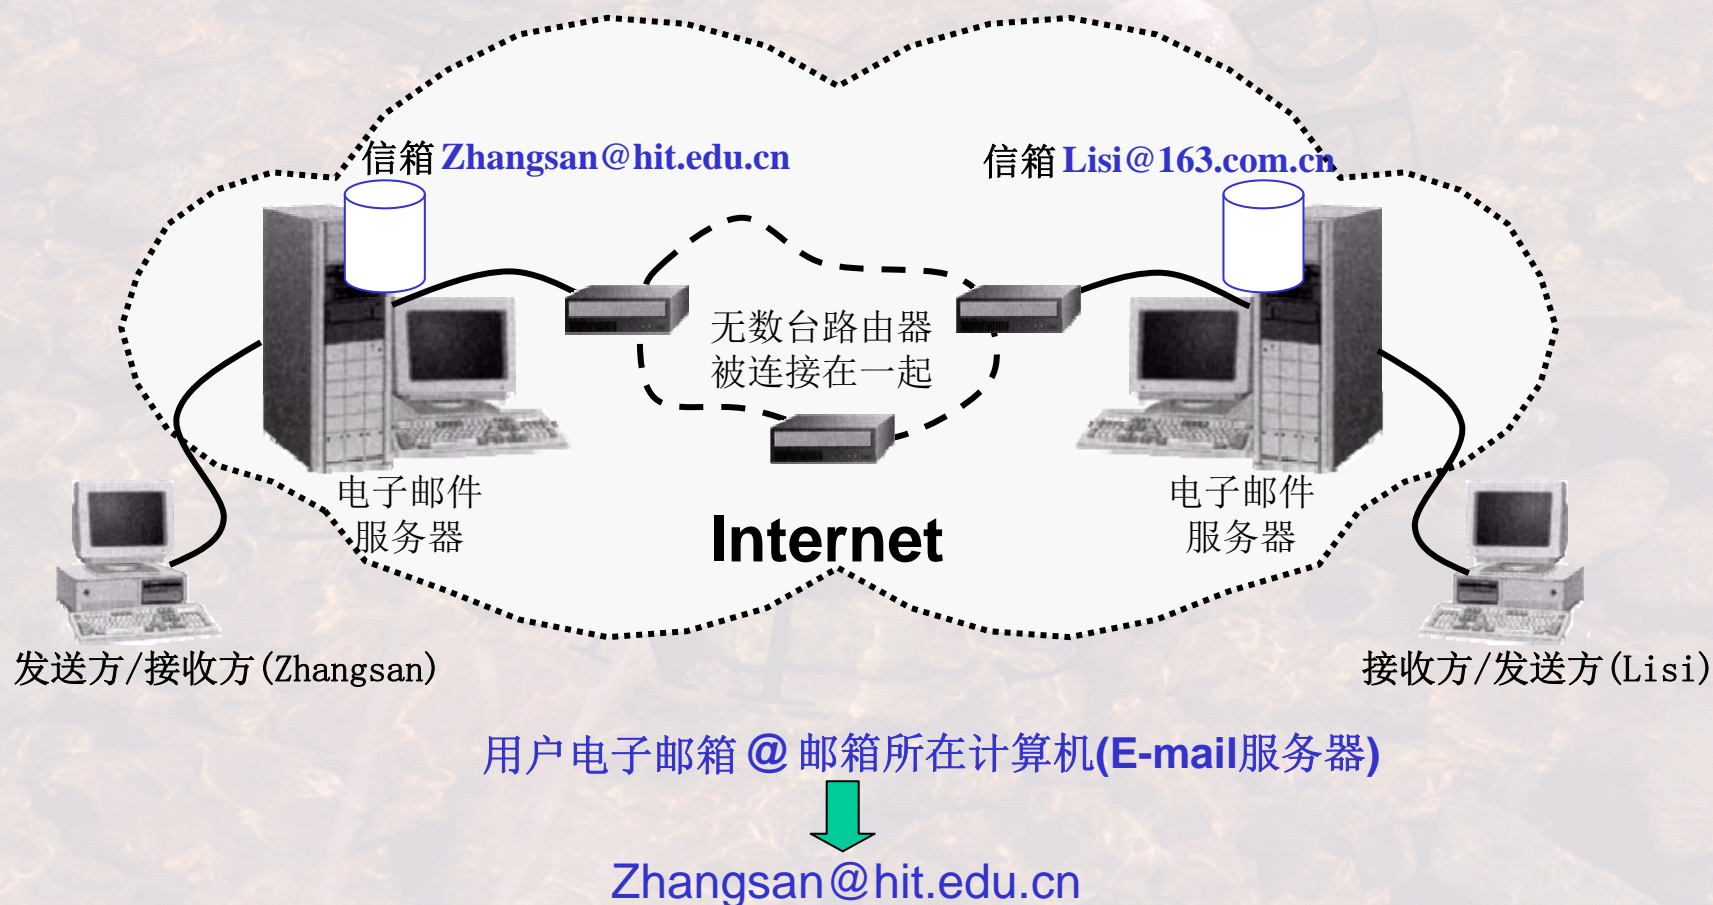 信箱 Zhangsan@hit.edu.cn
信箱 Lisi@163.com.cn
无数台路由器
被连接在一起
电子邮件
服务器
Internet
电子邮件
服务器
发送方/接收方(Zhangsan)
接收方/发送方(Lisi)
用户电子邮箱 @ 邮箱所在计算机(E-mail服务器)
Zhangsan@hit.edu.cn